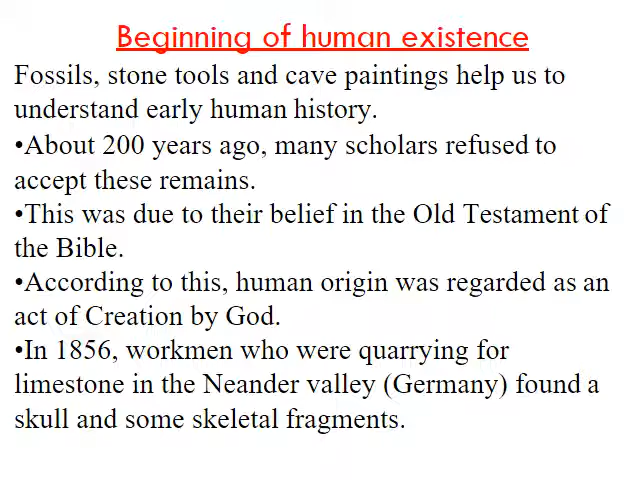 Beginning of human existence
Fossils, stone tools and cave paintings help us to
understand early human history.
•About 200 years ago, many scholars refused to
accept these remains.
•This was due to their belief in the Old Testament of
the Bible.
•According to this, human origin was regarded as an
act of Creation by God.
•In 1856, workmen who were quarrying for
limestone in the Neander valley (Germany) found a
skull and some skeletal fragments.